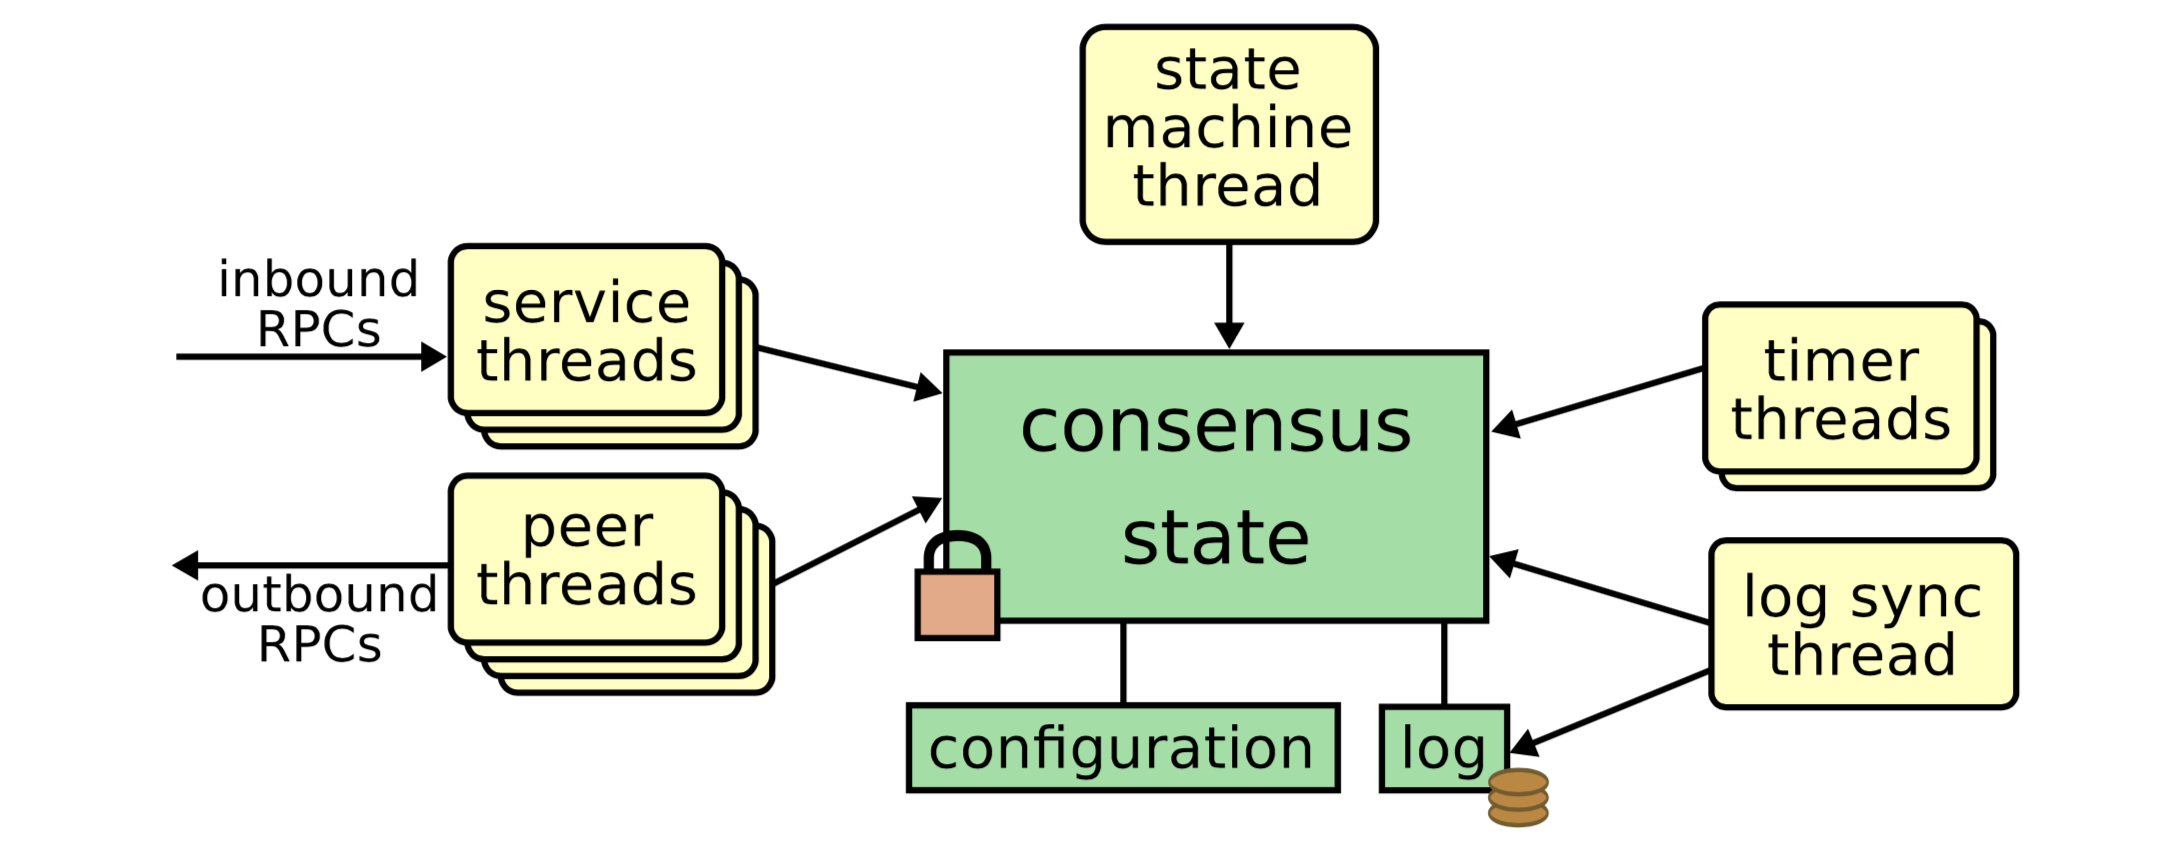 state
machine
thread
inbound
RPCs
service
threads
timer
threads
consensus
state
peer
threads
outbound
RPCs
log sync
thread
configuration
log